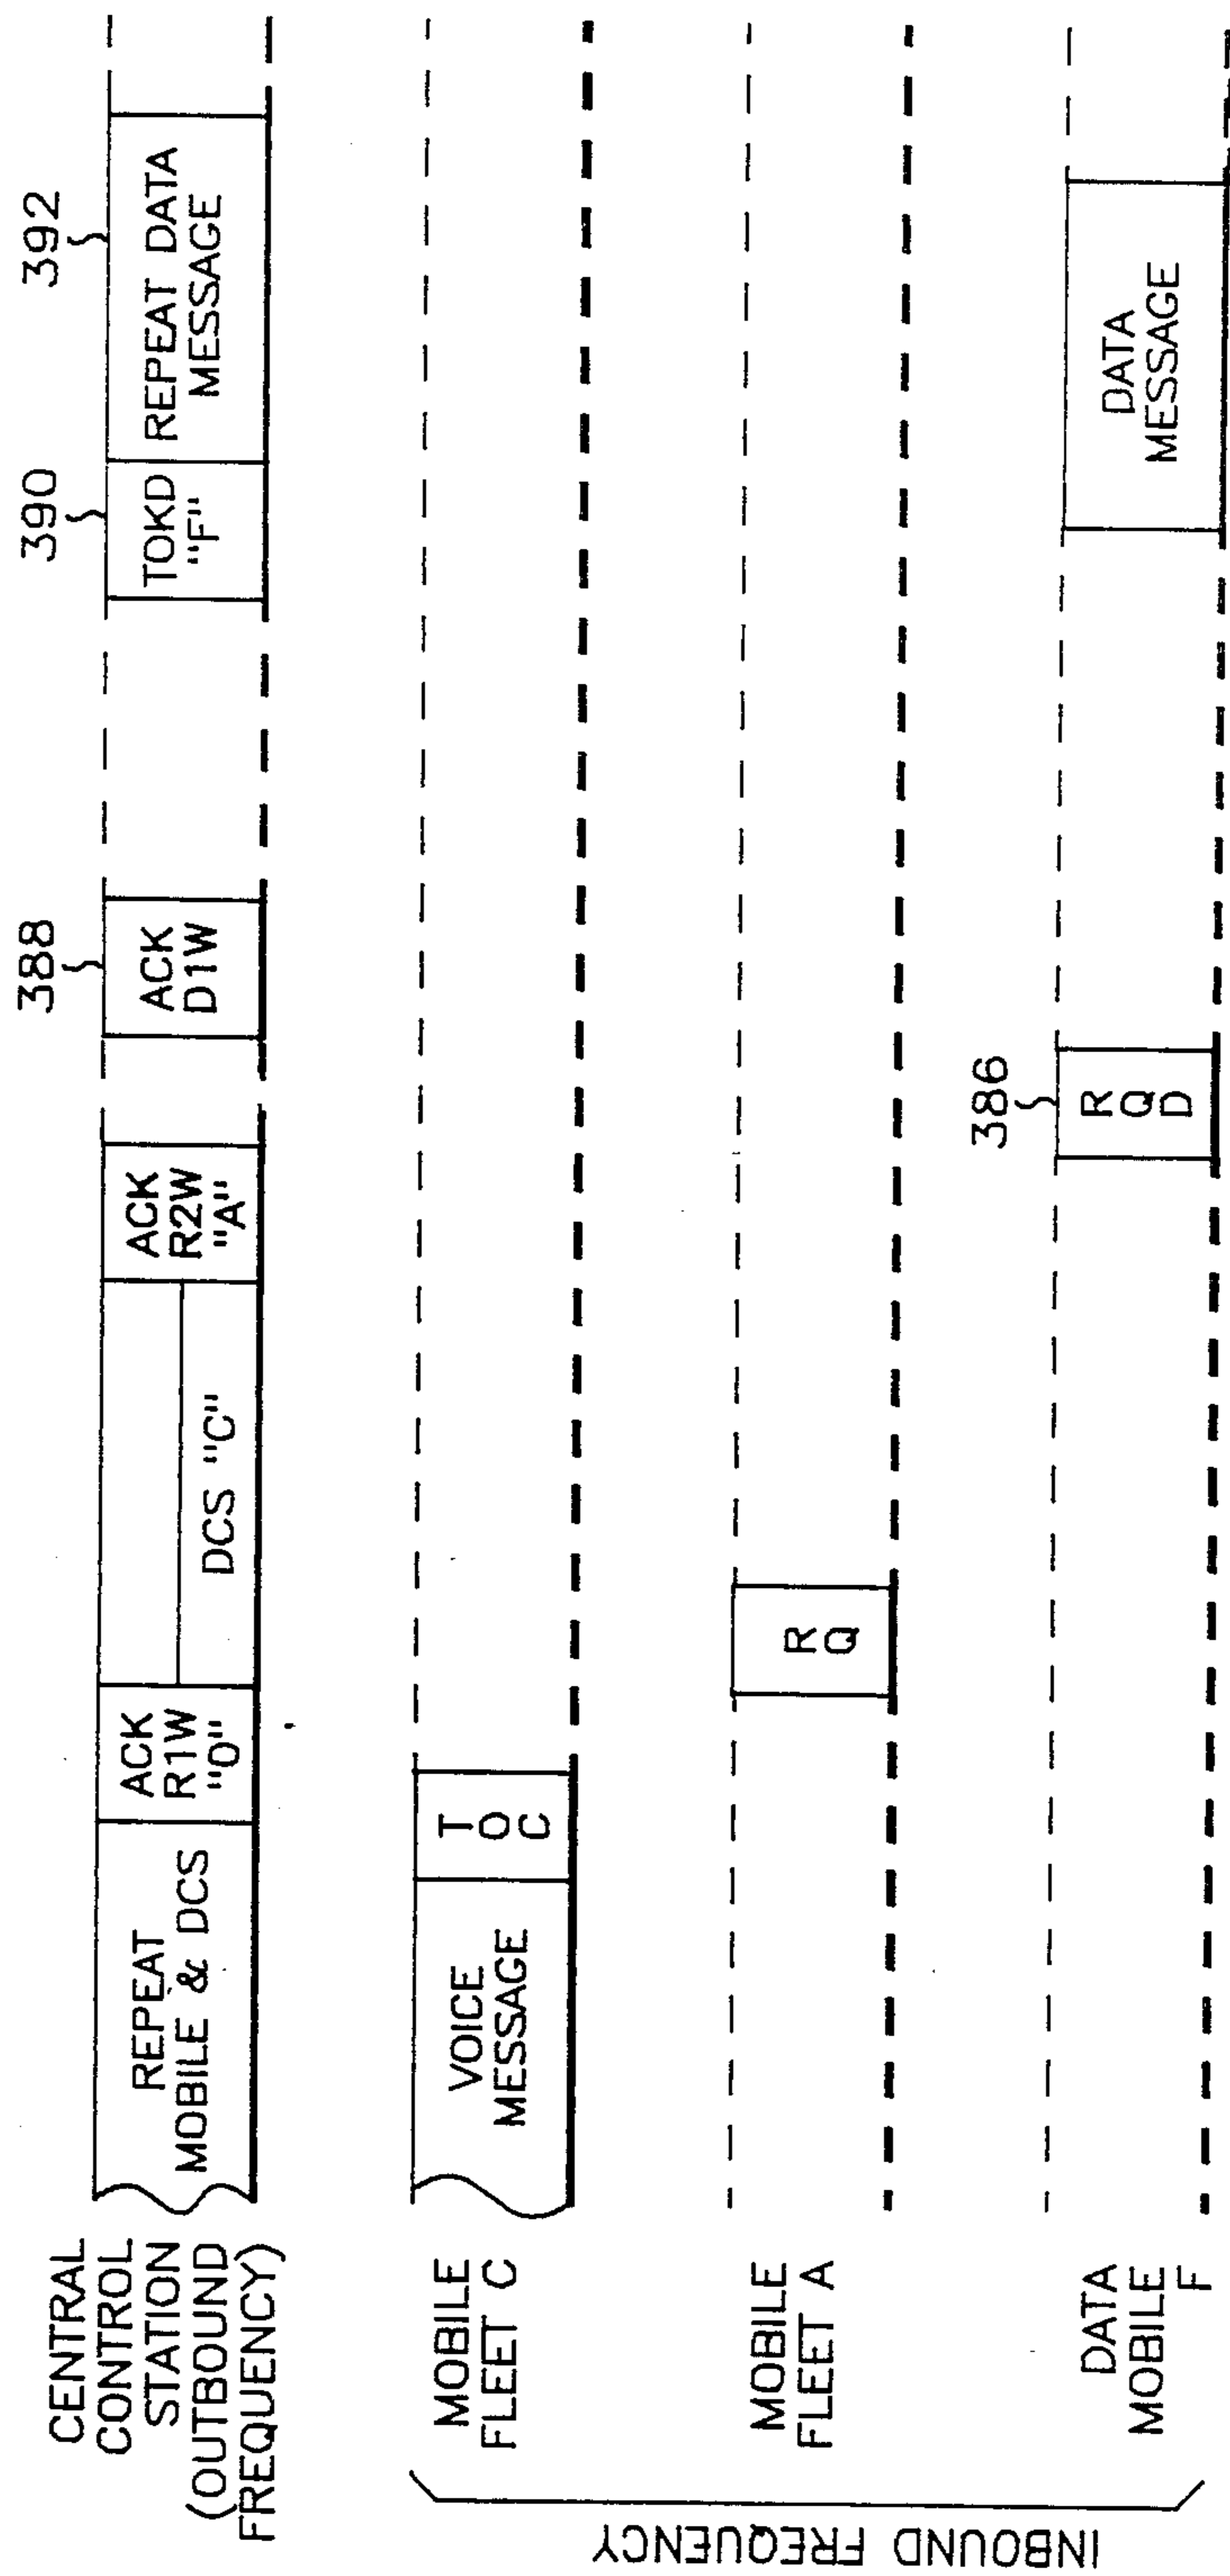 CENTRAL
CONTROL
STATION
(OUTBOUND
FREQUENCY)
REPEAT
MOBILE & DCS
ACK
R1W
"0"
DCS "C"
ACK
R2W
"A"
388
ACK
D1W
390
TOKD
"F"
392
REPEAT DATA
MESSAGE
INBOUND FREQUENCY
MOBILE
FLEET C
VOICE
MESSAGE
T
O
C
MOBILE
FLEET A
R
Q
DATA
MOBILE
F
386
R
Q
D
DATA
MESSAGE